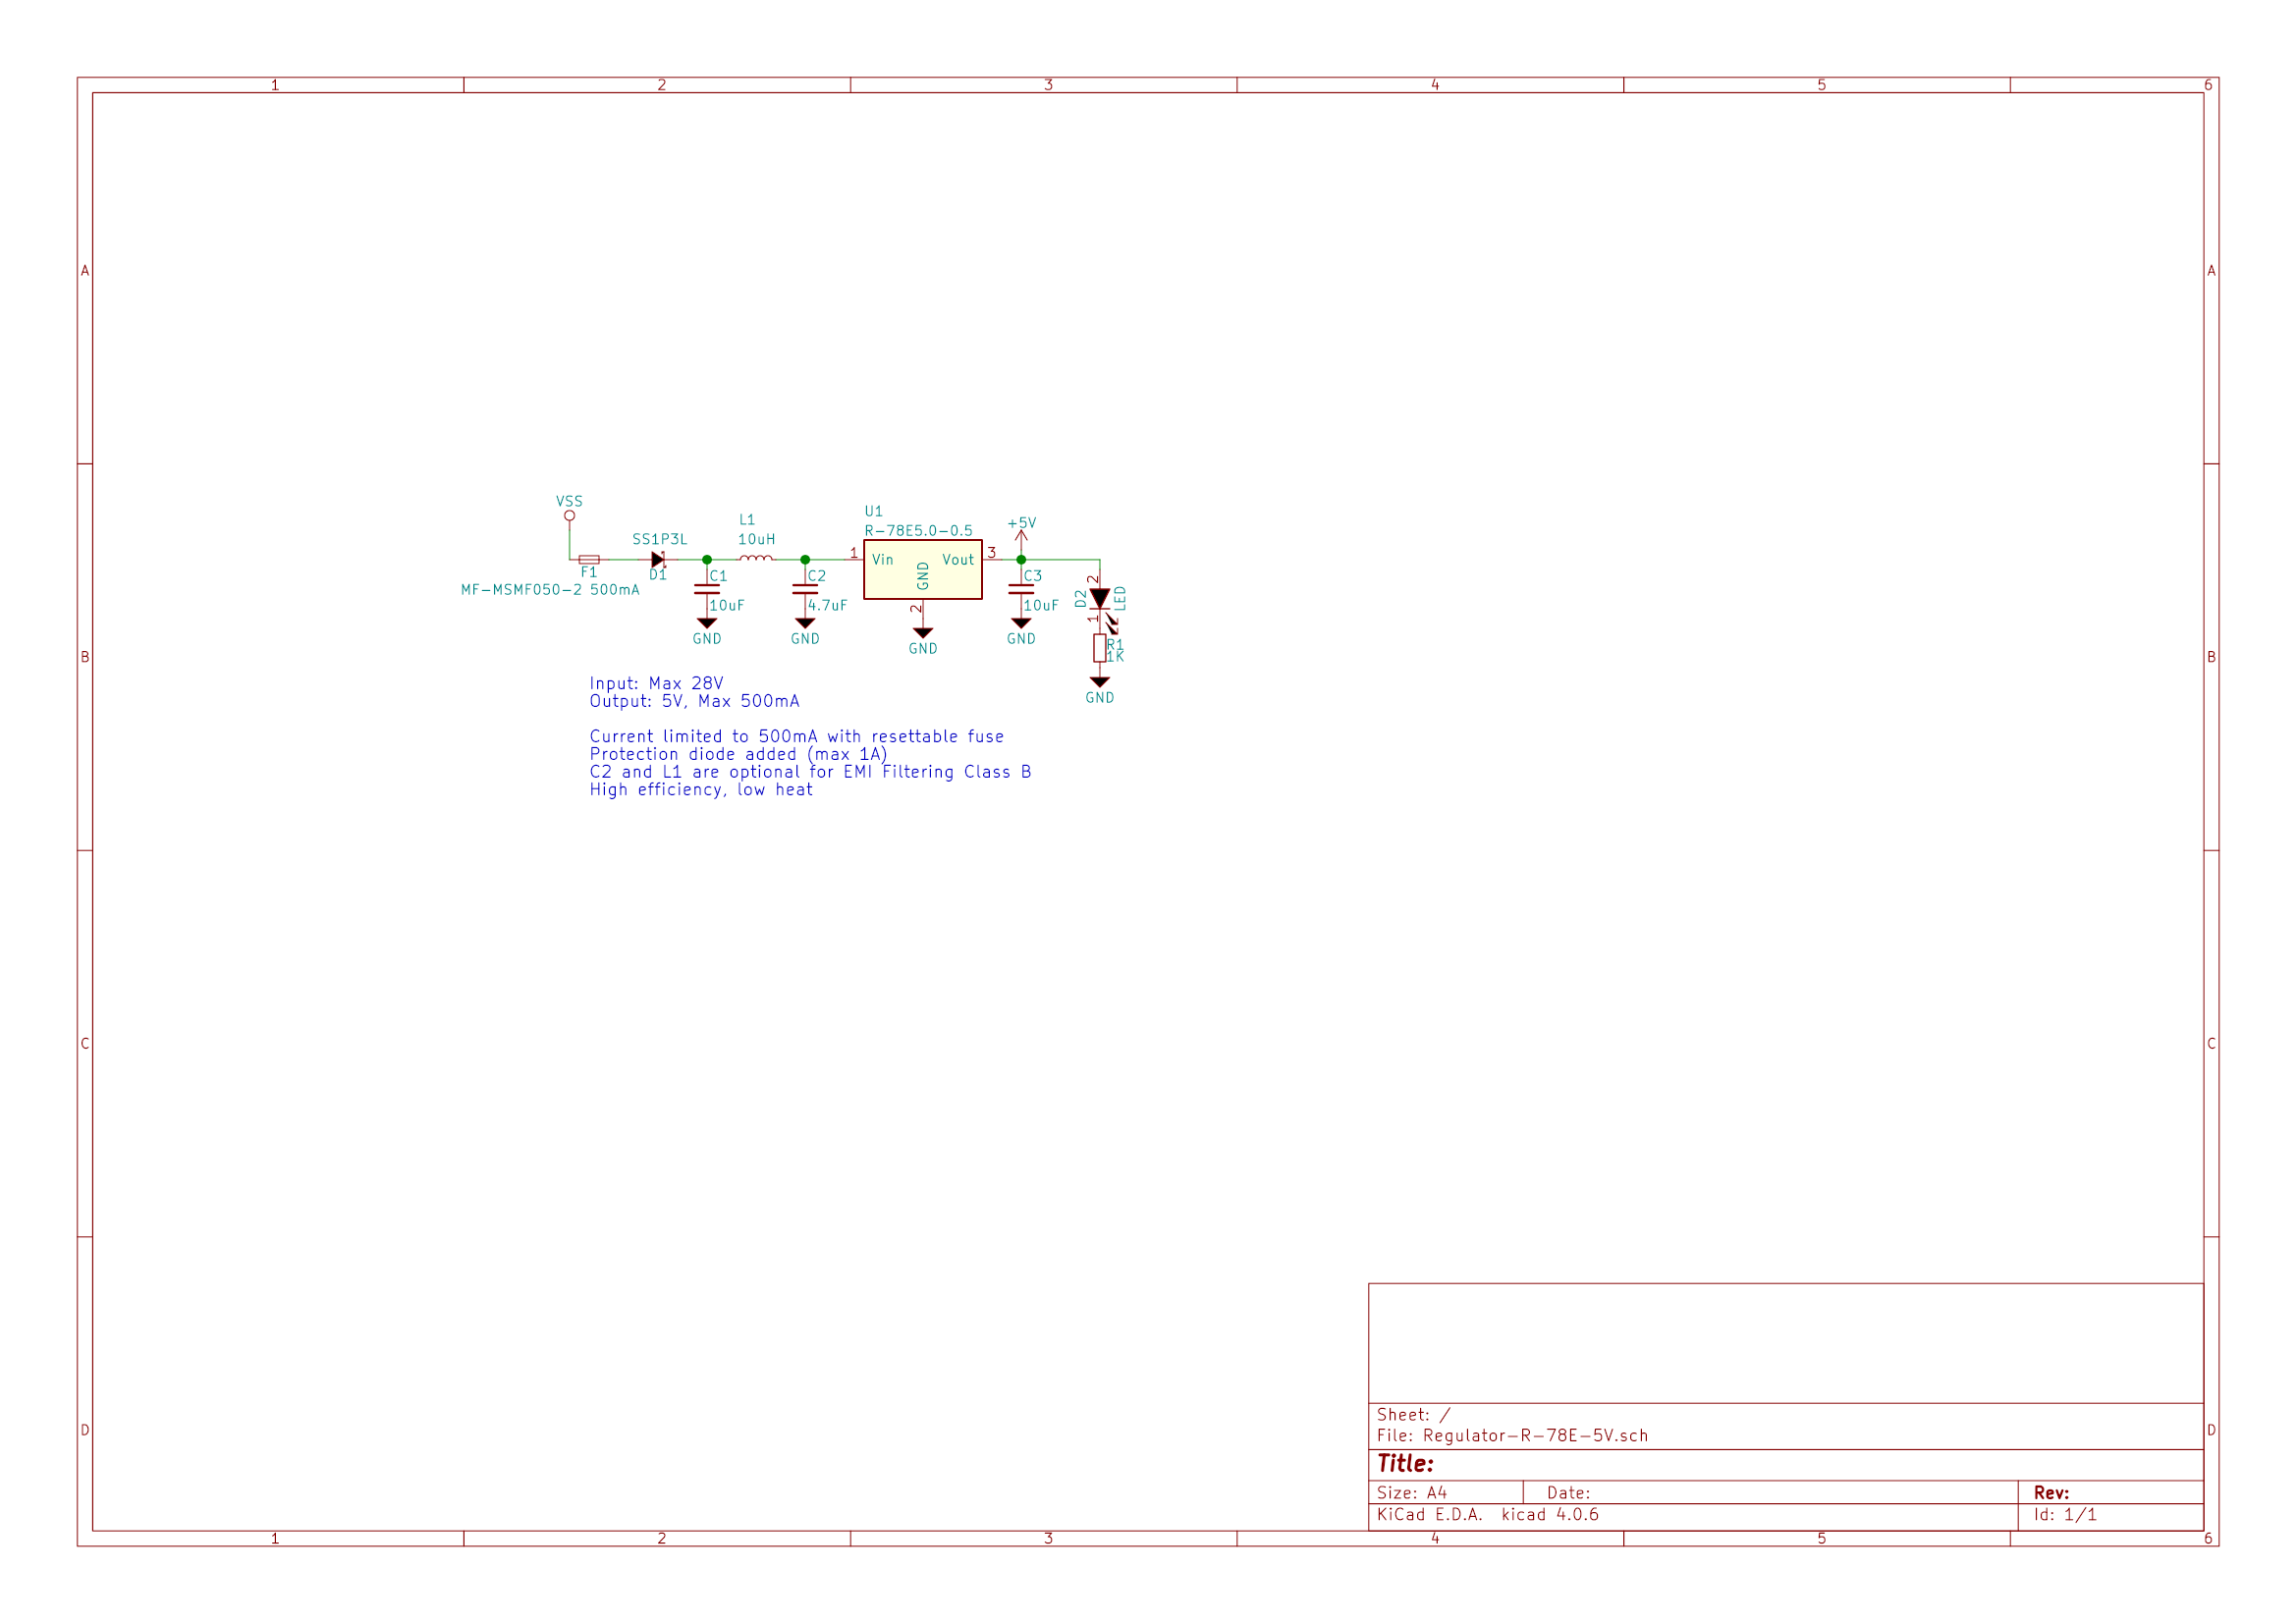 1 2 3 4 5 6
A A
VSS
U1
L1
+5V
R-78E5.0-0.5
SS1P3L
10uH
1 Vin GND Vout 3
F1
D1
C1
C2
C3
2
MF-MSMF050-2 500mA
D2
LED
10uF
4.7uF
2
10uF
1
GND
GND
GND
GND
R1
1K
B B
Input: Max 28V
GND
Output: 5V, Max 500mA
Current limited to 500mA with resettable fuse
Protection diode added (max 1A)
C2 and L1 are optional for EMI Filtering Class B
High efficiency, low heat
C C
Sheet: /
D D
File: Regulator-R-78E-5V.sch
Title:
Size: A4 Date: Rev:
KiCad E.D.A. kicad 4.0.6 Id: 1/1
1 2 3 4 5 6